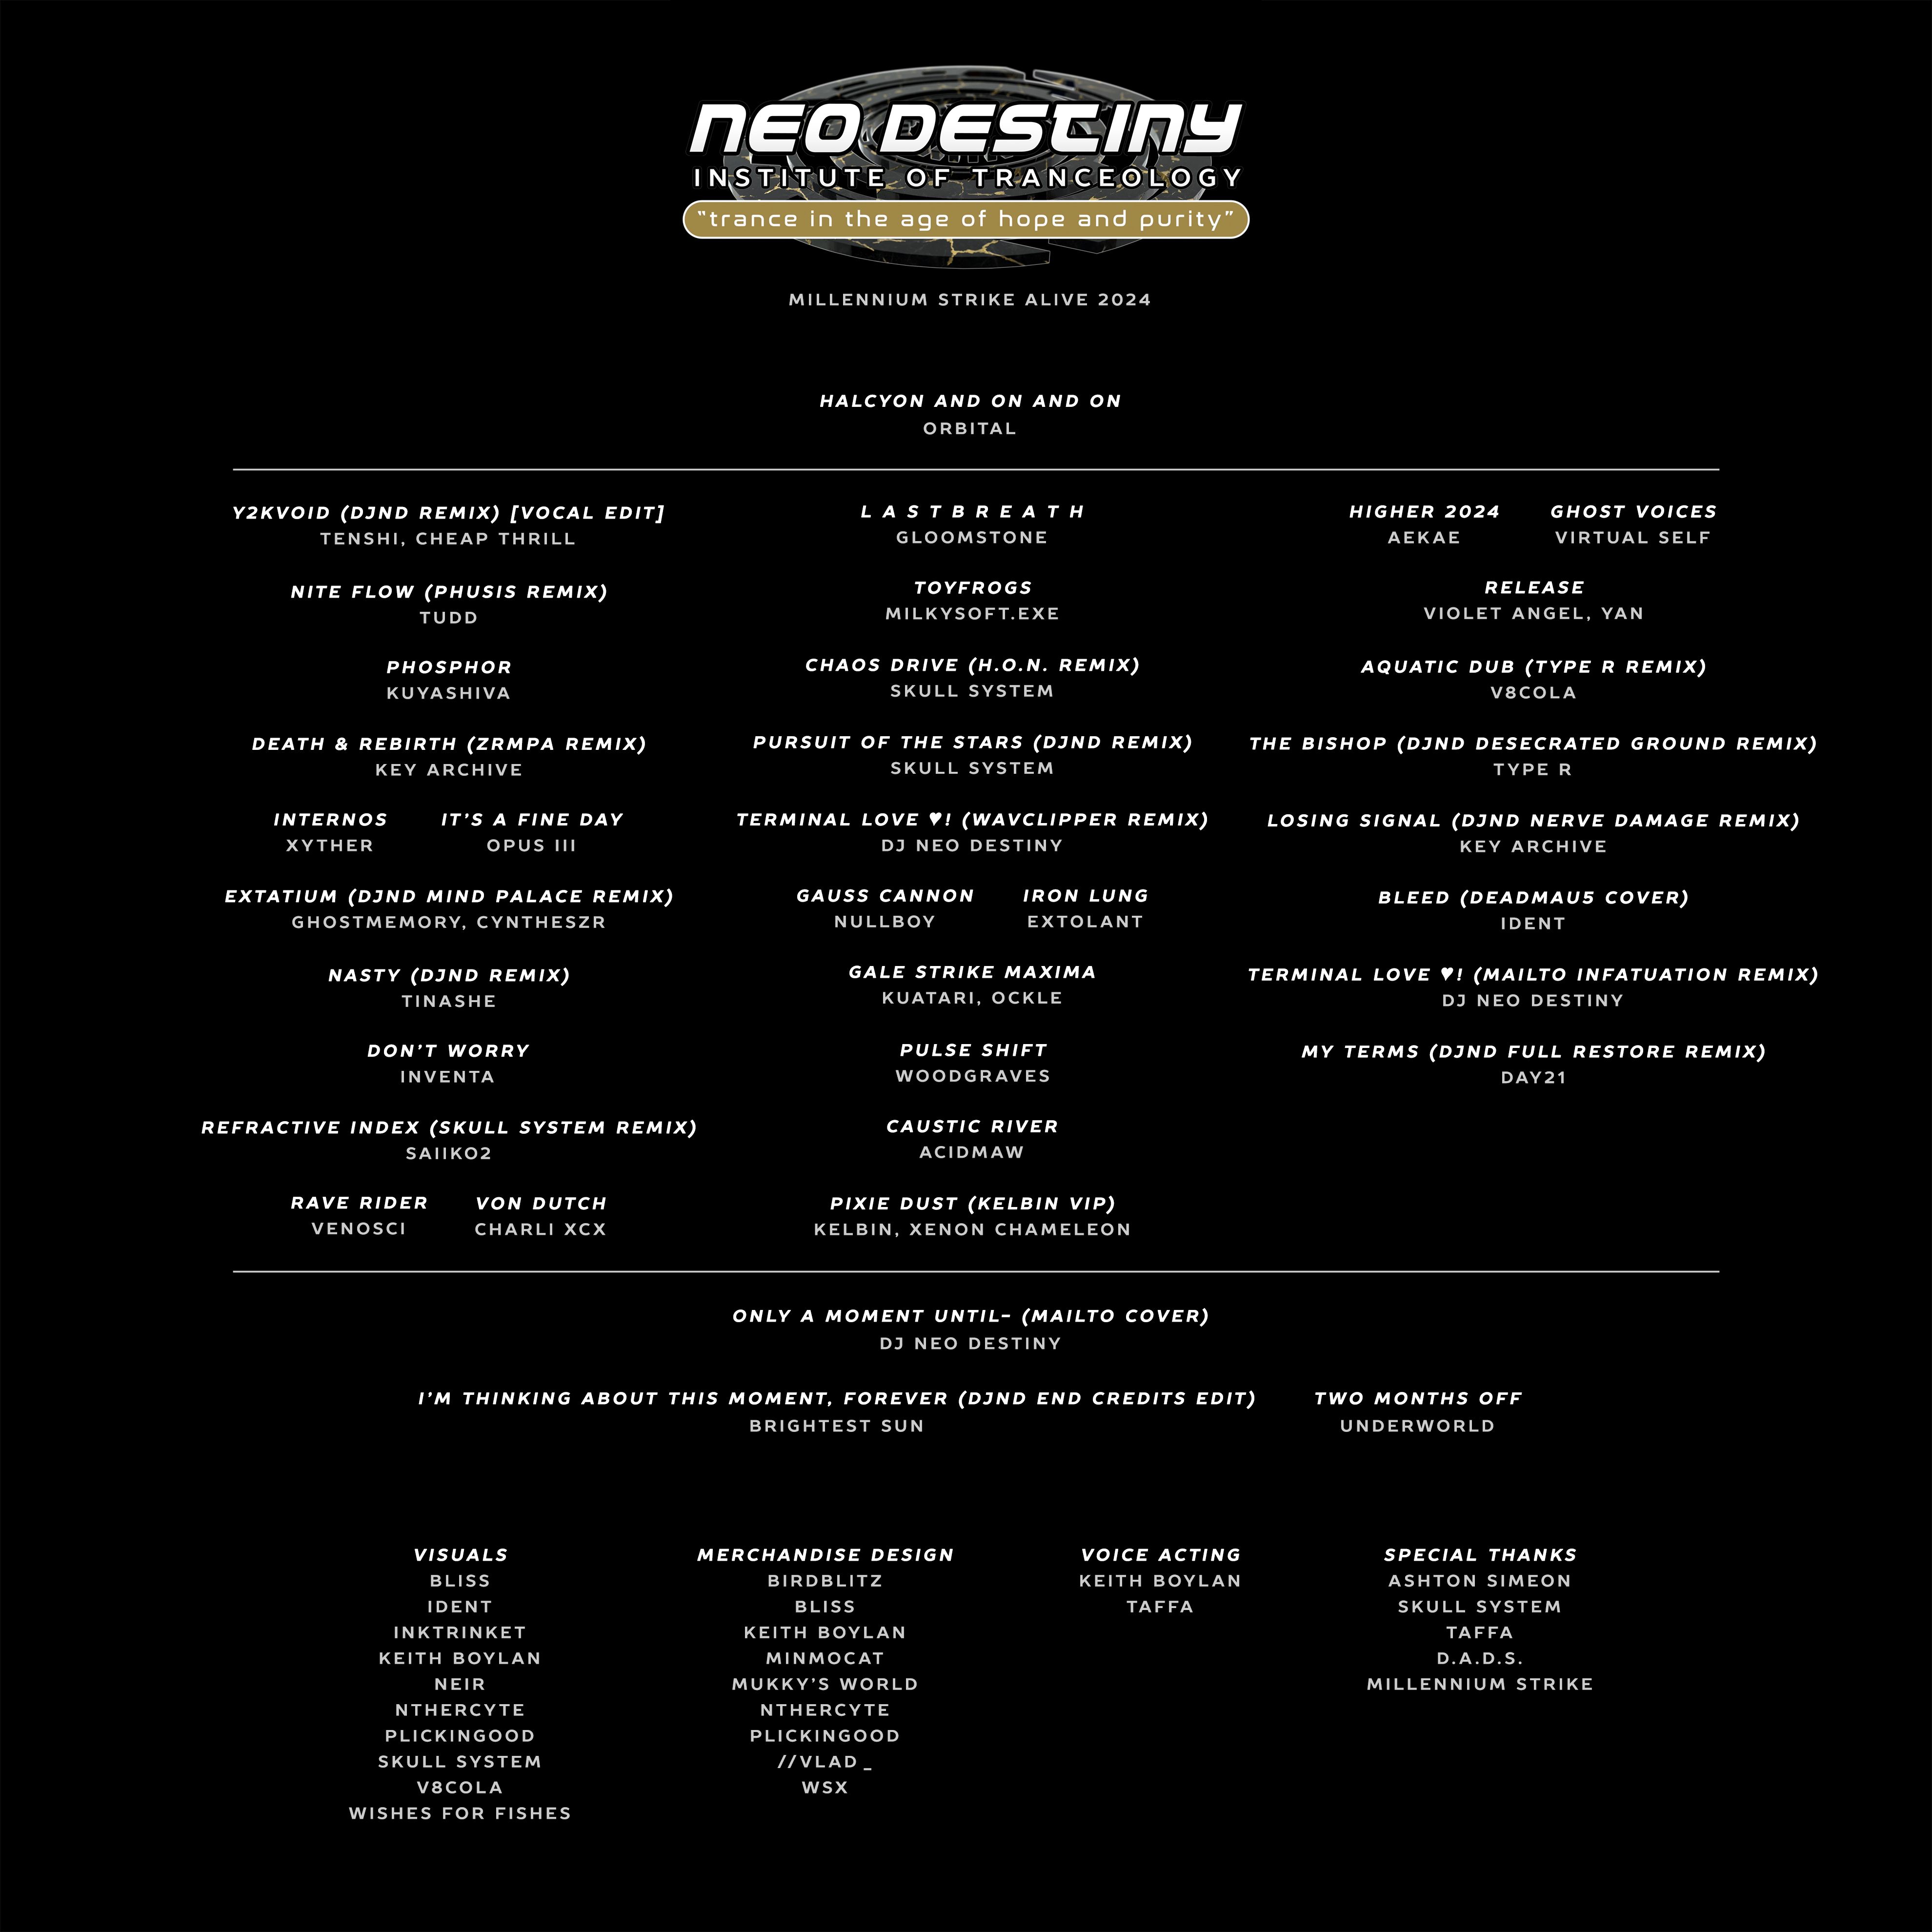 NEO DESTINY
INSTITUTE OF TRANCEOLOGY
“trance in the age of hope and purity”
MILLENNIUM STRIKE ALIVE 2024
HALCYON AND ON AND ON
ORBITAL
Y2KVOID (DJND REMIX) [VOCAL EDIT]
TENSHI, CHEAP THRILL
NITE FLOW (PHUSIS REMIX)
TUDD
PHOSPHOR
KUYASHIVA
DEATH & REBIRTH (ZRMPA REMIX)
KEY ARCHIVE
INTERNOS IT’S A FINE DAY
XYTHER OPUS III
EXTATIUM (DJND MIND PALACE REMIX)
GHOSTMEMORY, CYNTHESZR
NASTY (DJND REMIX)
TINASHE
DON’T WORRY
INVENTA
REFRACTIVE INDEX (SKULL SYSTEM REMIX)
SAIIKO2
RAVE RIDER VON DUTCH
VENOSCI CHARLI XCX
L A S T B R E A T H
GLOOMSTONE
TOYFROGS
MILKYSOFT.EXE
CHAOS DRIVE (H.O.N. REMIX)
SKULL SYSTEM
PURSUIT OF THE STARS (DJND REMIX)
SKULL SYSTEM
TERMINAL LOVE ♥! (WAVCLIPPER REMIX)
DJ NEO DESTINY
GAUSS CANNON IRON LUNG
NULLBOY EXTOLANT
GALE STRIKE MAXIMA
KUATARI, OCKLE
PULSE SHIFT
WOODGRAVES
CAUSTIC RIVER
ACIDMAW
PIXIE DUST (KELBIN VIP)
KELBIN, XENON CHAMELEON
HIGHER 2024 GHOST VOICES
AEKAE VIRTUAL SELF
RELEASE
VIOLET ANGEL, YAN
AQUATIC DUB (TYPE R REMIX)
V8COLA
THE BISHOP (DJND DESECRATED GROUND REMIX)
TYPE R
LOSING SIGNAL (DJND NERVE DAMAGE REMIX)
KEY ARCHIVE
BLEED (DEADMAU5 COVER)
IDENT
TERMINAL LOVE ♥! (MAILTO INFATUATION REMIX)
DJ NEO DESTINY
MY TERMS (DJND FULL RESTORE REMIX)
DAY21
ONLY A MOMENT UNTIL- (MAILTO COVER)
DJ NEO DESTINY
I’M THINKING ABOUT THIS MOMENT, FOREVER (DJND END CREDITS EDIT) TWO MONTHS OFF
BRIGHTEST SUN UNDERWORLD
VISUALS
BLISS
IDENT
INKTRINKET
KEITH BOYLAN
NEIR
NTHERCYTE
PLICKINGOOD
SKULL SYSTEM
V8COLA
WISHES FOR FISHES
MERCHANDISE DESIGN
BIRDBLITZ
BLISS
KEITH BOYLAN
MINMOCAT
MUKKY’S WORLD
NTHERCYTE
PLICKINGOOD
//VLAD_
WSX
VOICE ACTING
KEITH BOYLAN
TAFFA
SPECIAL THANKS
ASHTON SIMEON
SKULL SYSTEM
TAFFA
D.A.D.S.
MILLENNIUM STRIKE